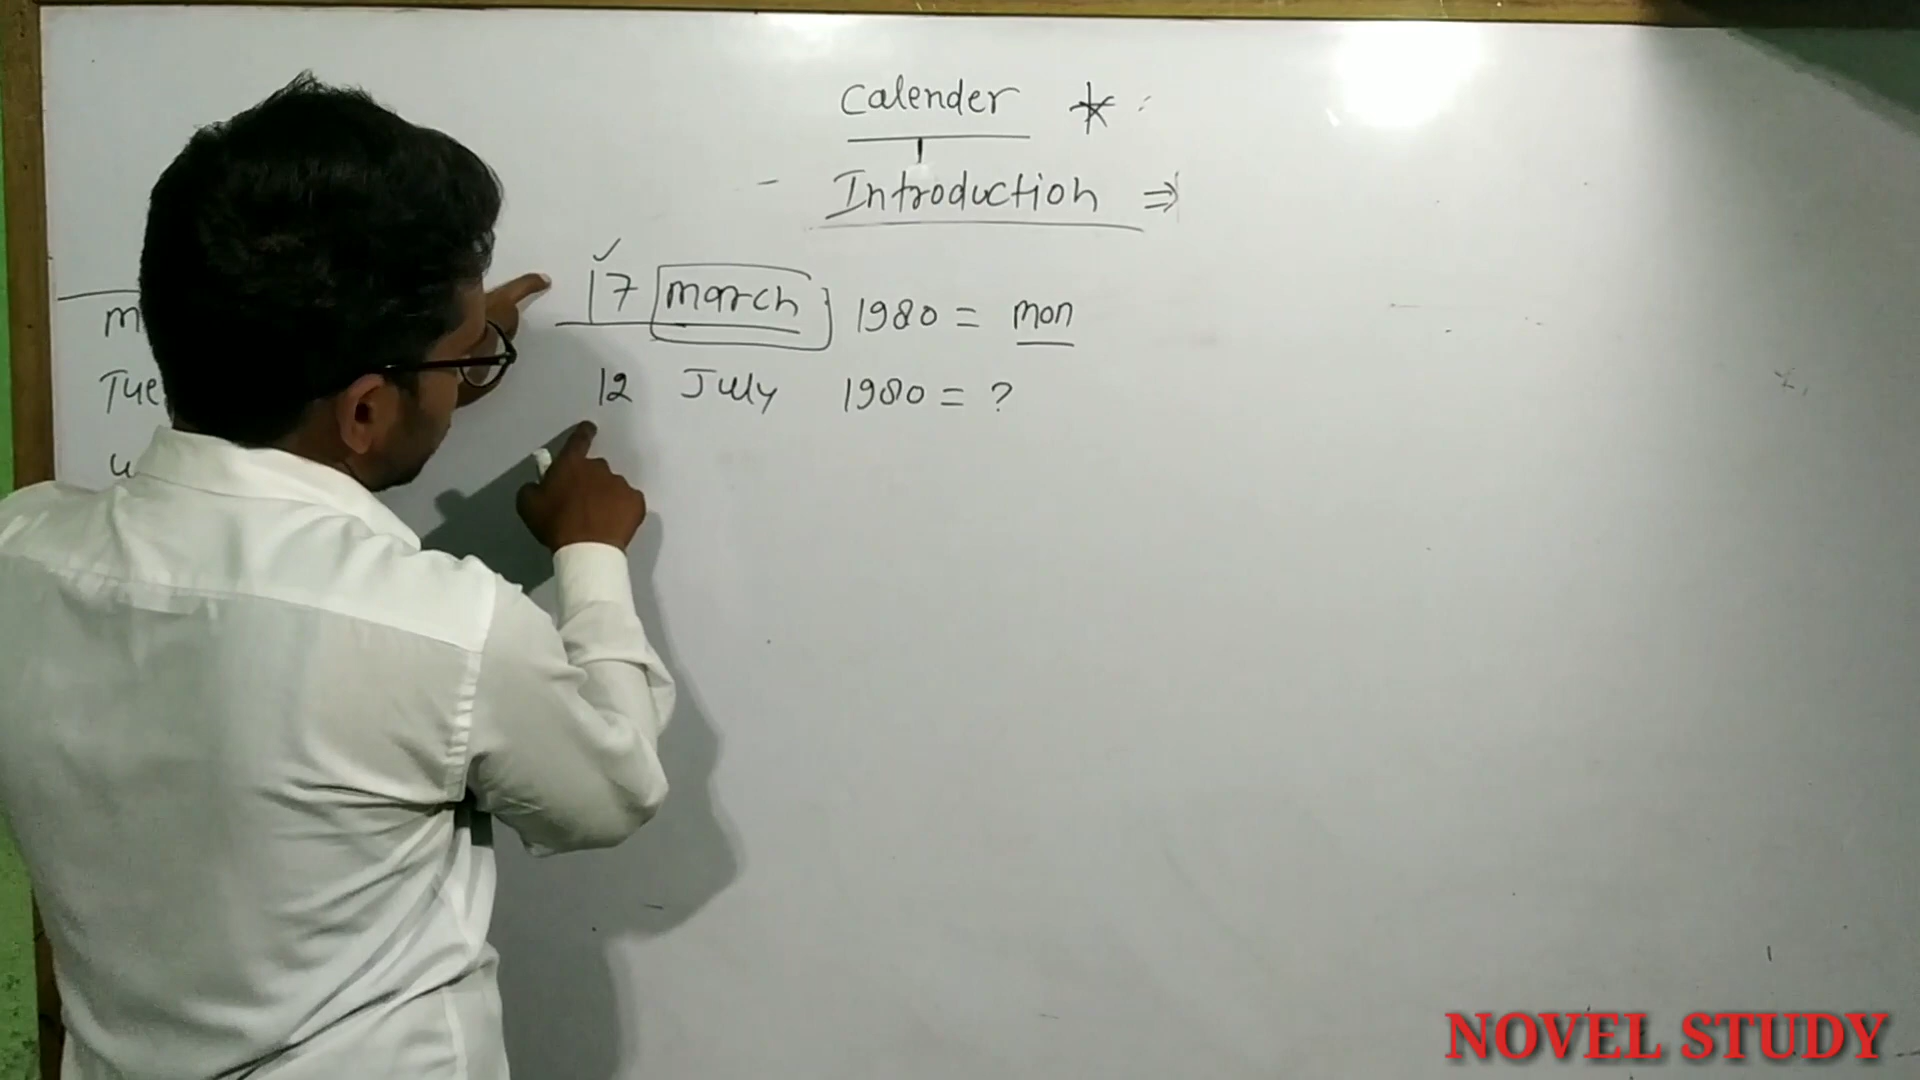 Calender *
- Introduction ⇒
17 march 1980 = mon
12 July 1980 = ?
Tue
NOVEL STUDY